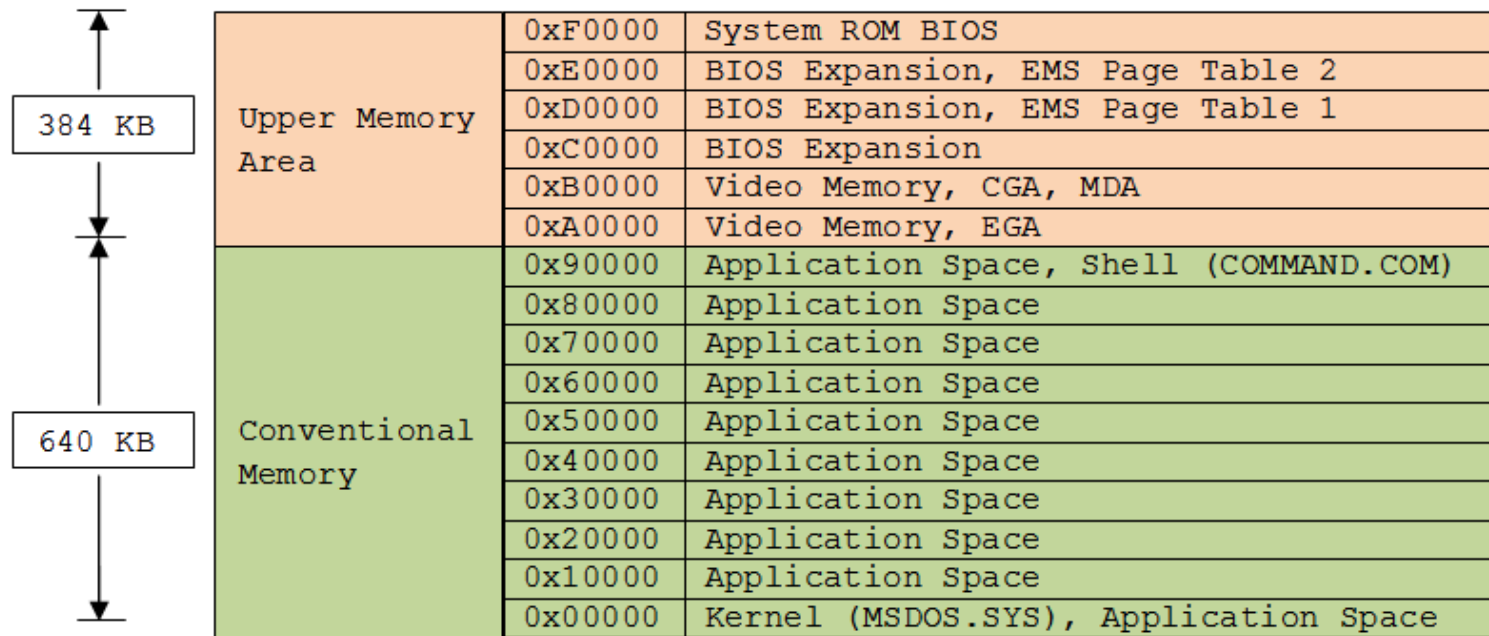 384 KB
Upper Memory
Area
0xF0000 System ROM BIOS
0xE0000 BIOS Expansion, EMS Page Table 2
0xD0000 BIOS Expansion, EMS Page Table 1
0xC0000 BIOS Expansion
0xB0000 Video Memory, CGA, MDA
0xA0000 Video Memory, EGA
640 KB
Conventional
Memory
0x90000 Application Space, Shell (COMMAND.COM)
0x80000 Application Space
0x70000 Application Space
0x60000 Application Space
0x50000 Application Space
0x40000 Application Space
0x30000 Application Space
0x20000 Application Space
0x10000 Application Space
0x00000 Kernel (MSDOS.SYS), Application Space